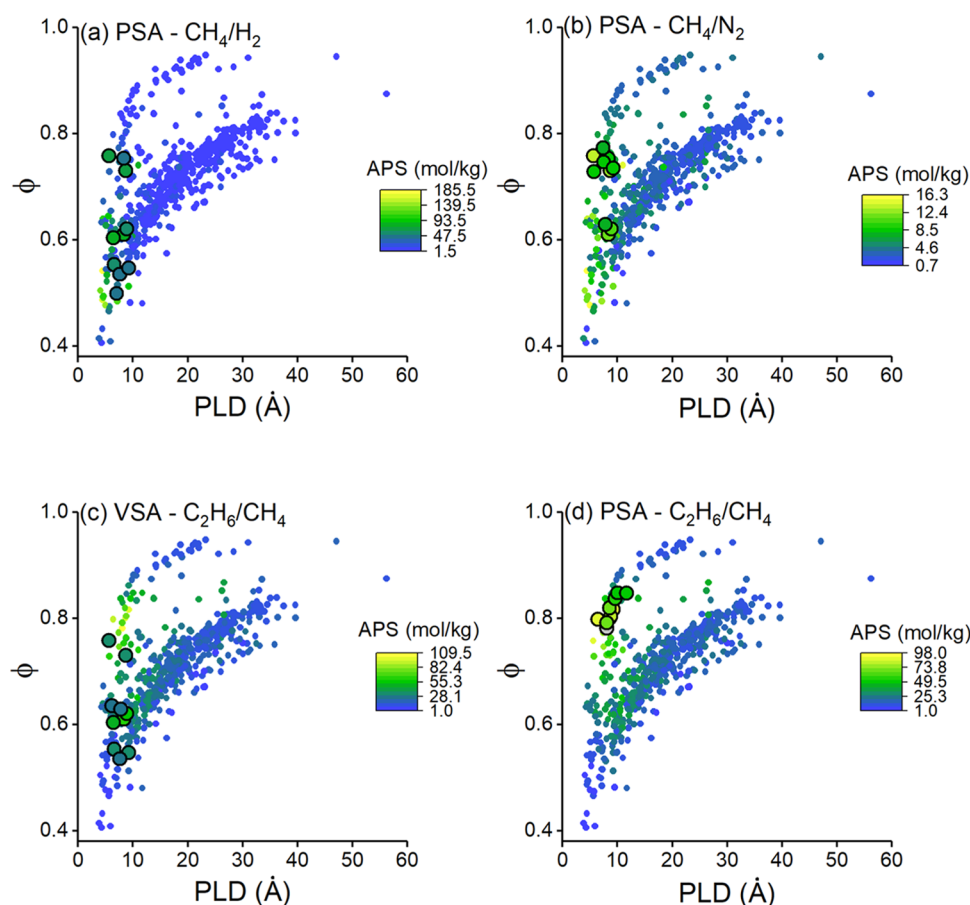 (a) PSA - CH₄/H₂
1.0
0.8
0.6
0.4
ϕ
APS (mol/kg)
185.5
139.5
93.5
47.5
1.5
0 10 20 30 40 50 60
PLD (Å)
(b) PSA - CH₄/N₂
1.0
0.8
0.6
0.4
ϕ
APS (mol/kg)
16.3
12.4
8.5
4.6
0.7
0 10 20 30 40 50 60
PLD (Å)
(c) VSA - C₂H₆/CH₄
1.0
0.8
0.6
0.4
ϕ
APS (mol/kg)
109.5
82.4
55.3
28.1
1.0
0 10 20 30 40 50 60
PLD (Å)
(d) PSA - C₂H₆/CH₄
1.0
0.8
0.6
0.4
ϕ
APS (mol/kg)
98.0
73.8
49.5
25.3
1.0
0 10 20 30 40 50 60
PLD (Å)